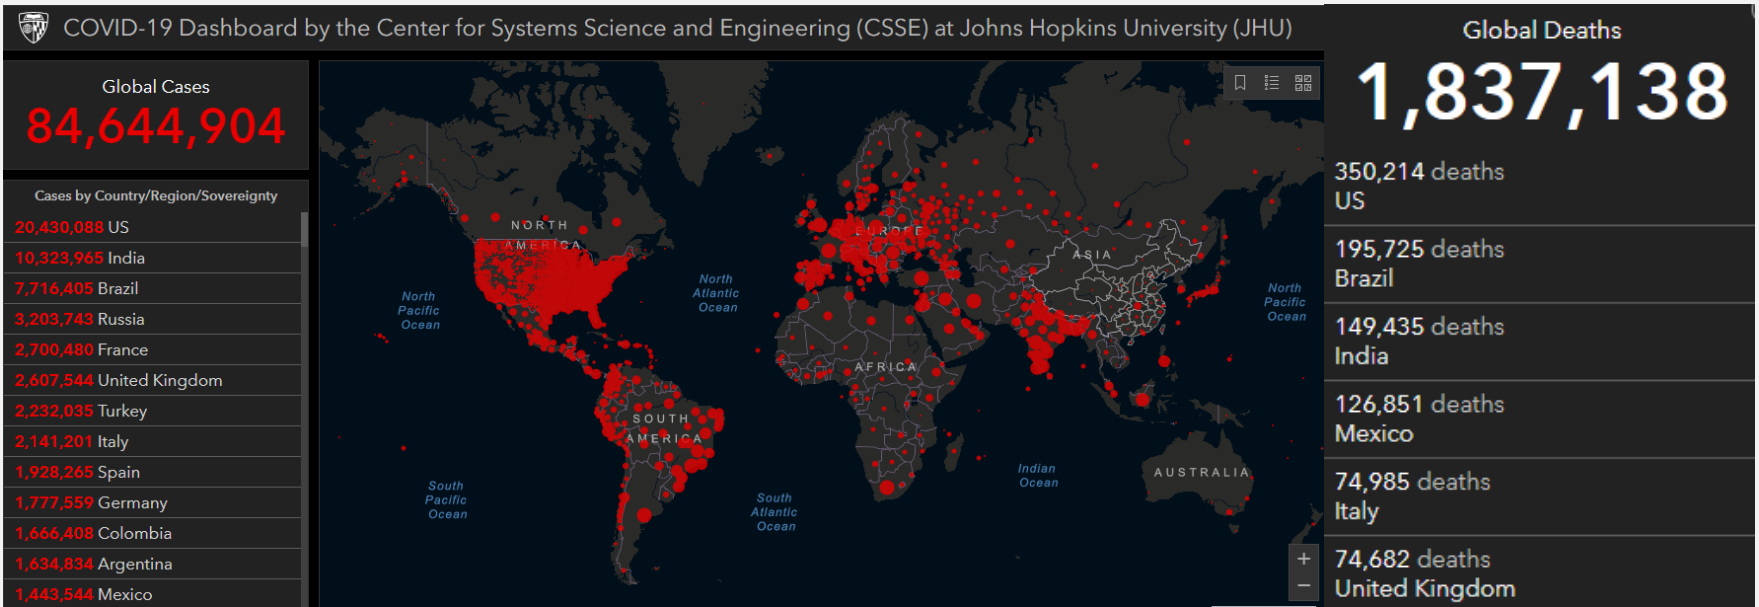 COVID-19 Dashboard by the Center for Systems Science and Engineering (CSSE) at Johns Hopkins University (JHU)
Global Cases
84,644,904
Cases by Country/Region/Sovereignty
20,430,088 US
10,323,965 India
7,716,405 Brazil
3,203,743 Russia
2,700,480 France
2,607,544 United Kingdom
2,232,035 Turkey
2,141,201 Italy
1,928,265 Spain
1,777,559 Germany
1,666,408 Colombia
1,634,834 Argentina
1,443,544 Mexico
NORTH
AMERICA
EUROPE
ASIA
North
Pacific
Ocean
North
Atlantic
Ocean
North
Pacific
Ocean
AFRICA
SOUTH
AMERICA
South
Pacific
Ocean
South
Atlantic
Ocean
Indian
Ocean
AUSTRALIA
+
−
Global Deaths
1,837,138
350,214 deaths
US
195,725 deaths
Brazil
149,435 deaths
India
126,851 deaths
Mexico
74,985 deaths
Italy
74,682 deaths
United Kingdom